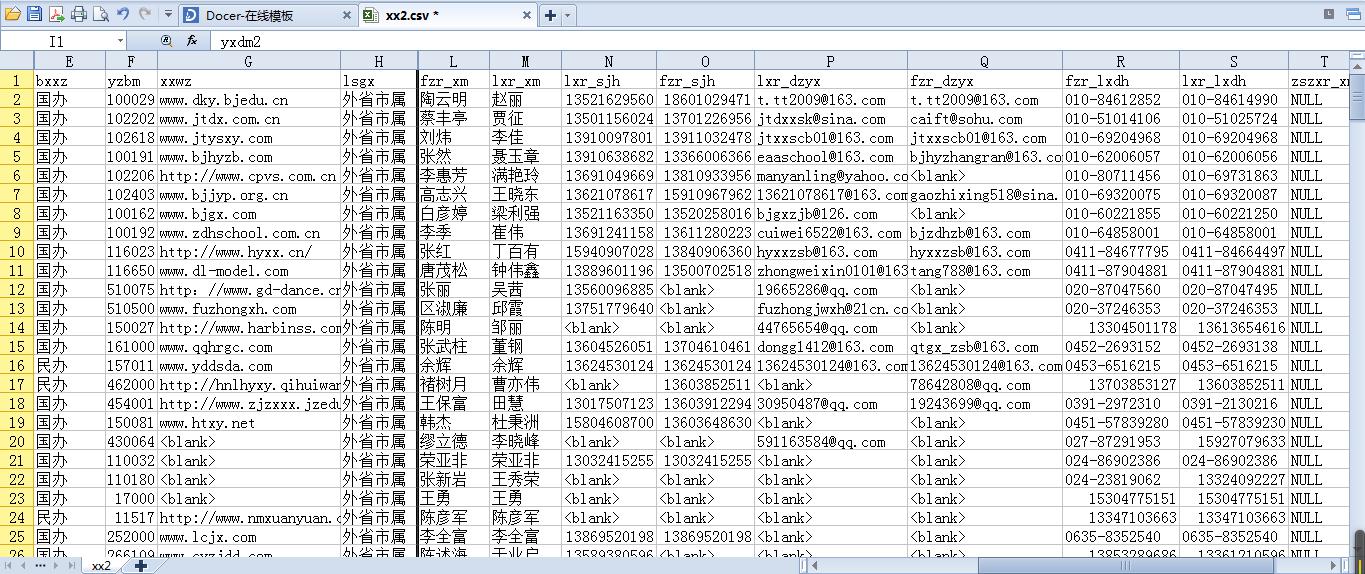 Docer-在线模板 xx2.csv *
I1 fx yxdm2
E F G H L M N O P Q R S T
1 bxxz yzbm xxwz lsgx fzr_xm lxr_xm lxr_sjh fzr_sjh lxr_dzyx fzr_dzyx fzr_lxdh lxr_lxdh zszxr_xm
2 国办 100029 www.dky.bjedu.cn 外省市属 陶云明 赵丽 13521629560 18601029471 t.tt2009@163.com t.tt2009@163.com 010-84612852 010-84614990 NULL
3 国办 102202 www.jtdx.com.cn 外省市属 蔡丰亭 贾征 13501156024 13701226956 jtdxxsk@sina.com caift@sohu.com 010-51014106 010-51025724 NULL
4 国办 102618 www.jtysxy.com 外省市属 刘炜 李佳 13910097801 13911032478 jtxxscb01@163.com jtxxscb01@163.com 010-69204968 010-69204968 NULL
5 国办 100191 www.bjhyzb.com 外省市属 张然 聂玉章 13910638682 13366006366 eaaschool@163.com bjhyzhangran@163.co 010-62006057 010-62006056 NULL
6 国办 102206 http://www.cpvs.com.cn 外省市属 李惠芳 满艳玲 13691049669 13810933956 manyanling@yahoo.c <blank> 010-80711456 010-69731863 NULL
7 国办 102403 www.bjjyp.org.cn 外省市属 高志兴 王晓东 13621078617 15910967962 13621078617@163.com gaozhixing518@sina. 010-69320075 010-69320087 NULL
8 国办 100162 www.bjgx.com 外省市属 白彦婷 梁利强 13521163350 13520258016 bjgxzjb@126.com <blank> 010-60221855 010-60221250 NULL
9 国办 100192 www.zdhschool.com.cn 外省市属 李季 崔伟 13691241158 13611280223 cuiwei6522@163.com bjzdhzb@163.com 010-64858001 010-64858001 NULL
10 国办 116023 http://www.hyxx.cn/ 外省市属 张红 丁百有 15940907028 13840906360 hyxxzsb@163.com hyxxzsb@163.com 0411-84677795 0411-84664497 NULL
11 国办 116650 www.dl-model.com 外省市属 唐茂松 钟伟鑫 13889601196 13500702518 zhongweixin0101@163 tang788@163.com 0411-87904881 0411-87904881 NULL
12 国办 510075 http：//www.gd-dance.cn 外省市属 张丽 吴茜 13560096885 <blank> 19665286@qq.com <blank> 020-87047560 020-87047495 NULL
13 国办 510500 www.fuzhongxh.com 外省市属 区淑廉 邱霞 13751779640 <blank> fuzhongjwxh@21cn.co <blank> 020-37246353 020-37246353 NULL
14 国办 150027 http://www.harbinss.com 外省市属 陈明 邹丽 <blank> <blank> 44765654@qq.com <blank> 13304501178 13613654616 NULL
15 国办 161000 www.qqhrgc.com 外省市属 张武柱 董钢 13604526051 13704610461 dongg1412@163.com qtgx_zsb@163.com 0452-2693152 0452-2693138 NULL
16 民办 157011 www.yddsda.com 外省市属 余辉 余辉 13624530124 13624530124 13624530124@163.com 13624530124@163.com 0453-6516215 0453-6516215 NULL
17 民办 462000 http://hnlhyxy.qihuiwan 外省市属 褚树月 曹亦伟 <blank> 13603852511 <blank> 78642808@qq.com 13703853127 13603852511 NULL
18 国办 454001 http://www.zjzxxx.jzedu 外省市属 王保富 田慧 13017507123 13603912294 30950487@qq.com 19243699@qq.com 0391-2972310 0391-2130216 NULL
19 国办 150081 www.htxy.net 外省市属 韩杰 杜秉洲 15804608700 13603648630 <blank> <blank> 0451-57839280 0451-57839230 NULL
20 国办 430064 <blank> 外省市属 缪立德 李晓峰 <blank> <blank> 591163584@qq.com <blank> 027-87291953 15927079633 NULL
21 国办 110032 <blank> 外省市属 荣亚非 荣亚非 13032415255 13032415255 <blank> <blank> 024-86902386 024-86902386 NULL
22 国办 110180 <blank> 外省市属 张新岩 王秀荣 <blank> <blank> <blank> <blank> 024-23819062 13324092227 NULL
23 国办 17000 <blank> 外省市属 王勇 王勇 <blank> <blank> <blank> <blank> 15304775151 15304775151 NULL
24 民办 11517 http://www.nmxuanyuan. 外省市属 陈彦军 陈彦军 <blank> <blank> <blank> <blank> 13347103663 13347103663 NULL
25 国办 252000 www.lcjx.com 外省市属 李全富 李全富 13869520198 13869520198 <blank> <blank> 0635-8352540 0635-8352540 NULL
xx2